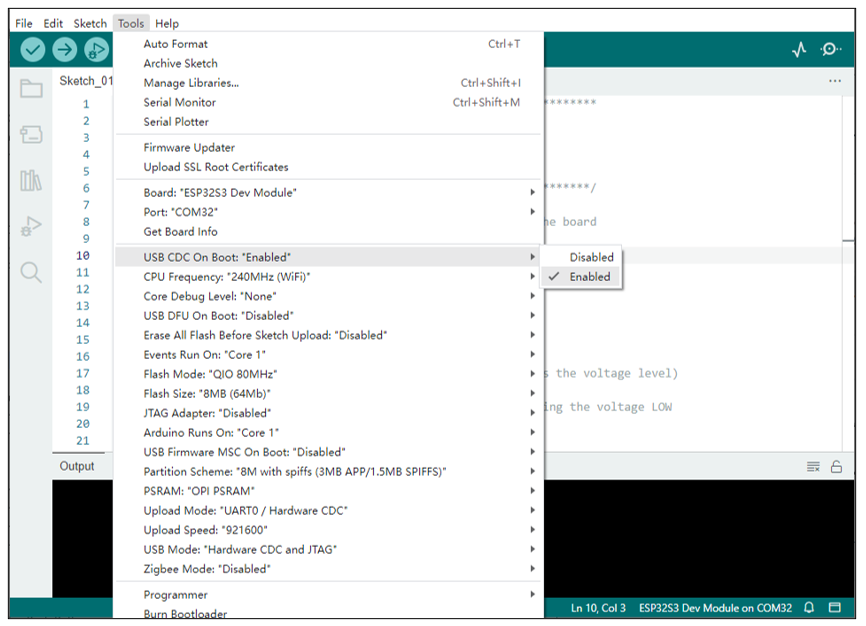 File Edit Sketch Tools Help
Sketch_01
Auto Format Ctrl+T
Archive Sketch
Manage Libraries... Ctrl+Shift+I
Serial Monitor Ctrl+Shift+M
Serial Plotter
Firmware Updater
Upload SSL Root Certificates
Board: "ESP32S3 Dev Module"
Port: "COM32"
Get Board Info
USB CDC On Boot: "Enabled"
CPU Frequency: "240MHz (WiFi)"
Core Debug Level: "None"
USB DFU On Boot: "Disabled"
Erase All Flash Before Sketch Upload: "Disabled"
Events Run On: "Core 1"
Flash Mode: "QIO 80MHz"
Flash Size: "8MB (64Mb)"
JTAG Adapter: "Disabled"
Arduino Runs On: "Core 1"
USB Firmware MSC On Boot: "Disabled"
Partition Scheme: "8M with spiffs (3MB APP/1.5MB SPIFFS)"
PSRAM: "OPI PSRAM"
Upload Mode: "UART0 / Hardware CDC"
Upload Speed: "921600"
USB Mode: "Hardware CDC and JTAG"
Zigbee Mode: "Disabled"
Programmer
Burn Bootloader
Disabled
Enabled
1
2
3
4
5
6
7
8
9
10
11
12
13
14
15
16
17
18
19
20
21
********
*******/
he board
s the voltage level)
ing the voltage LOW
Output
Ln 10, Col 3 ESP32S3 Dev Module on COM32